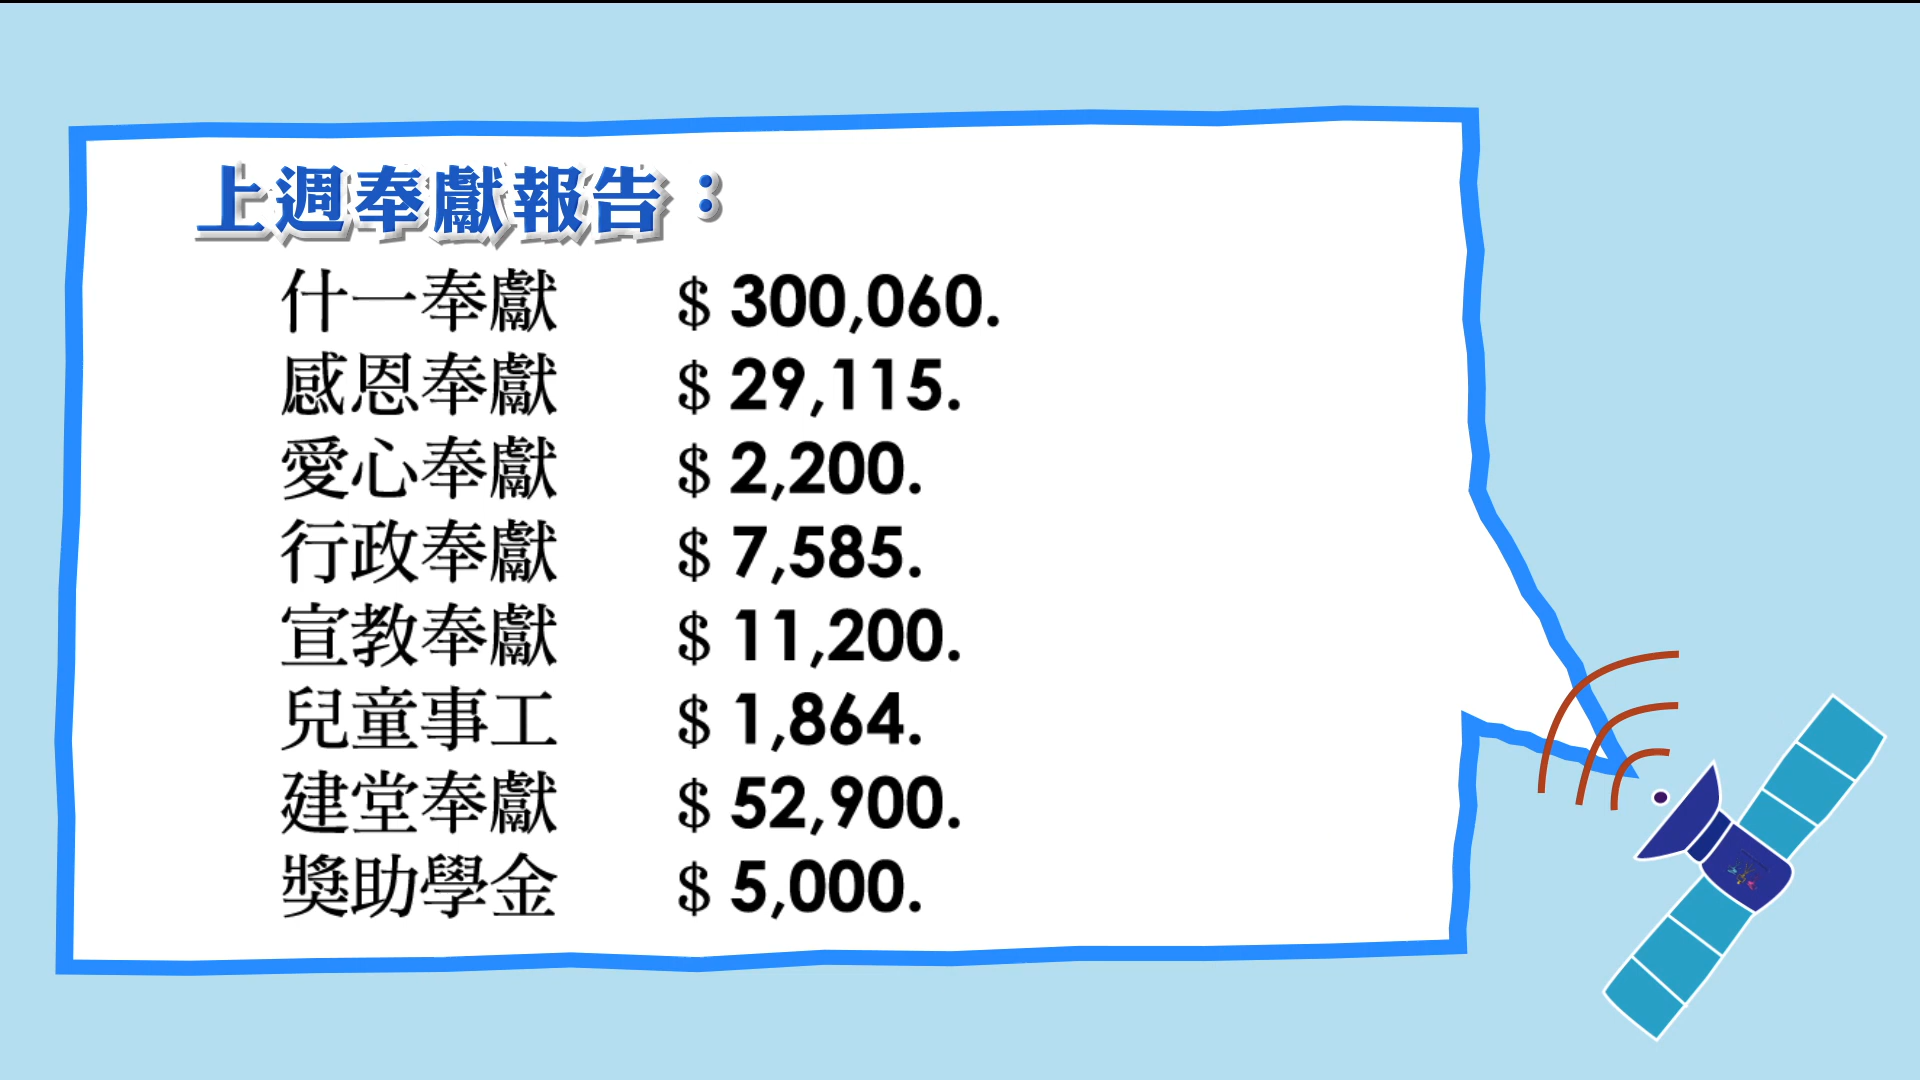 上週奉獻報告：
什一奉獻 $ 300,060.
感恩奉獻 $ 29,115.
愛心奉獻 $ 2,200.
行政奉獻 $ 7,585.
宣教奉獻 $ 11,200.
兒童事工 $ 1,864.
建堂奉獻 $ 52,900.
獎助學金 $ 5,000.